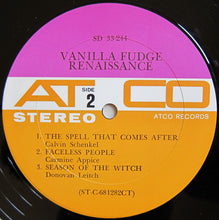 SD 33-244
VANILLA FUDGE
RENAISSANCE
AT CO
SIDE
2
STEREO
ATCO RECORDS
1. THE SPELL THAT COMES AFTER
Calvin Schenkel
2. FACELESS PEOPLE
Carmine Appice
3. SEASON OF THE WITCH
Donovan Leitch
(ST-C-681282CT)